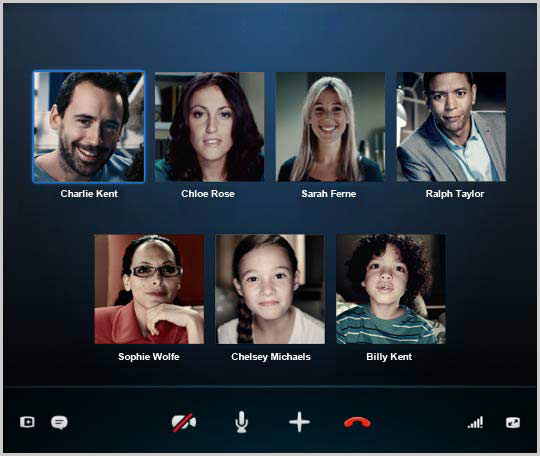 Charlie Kent
Chloe Rose
Sarah Ferne
Ralph Taylor
Sophie Wolfe
Chelsey Michaels
Billy Kent